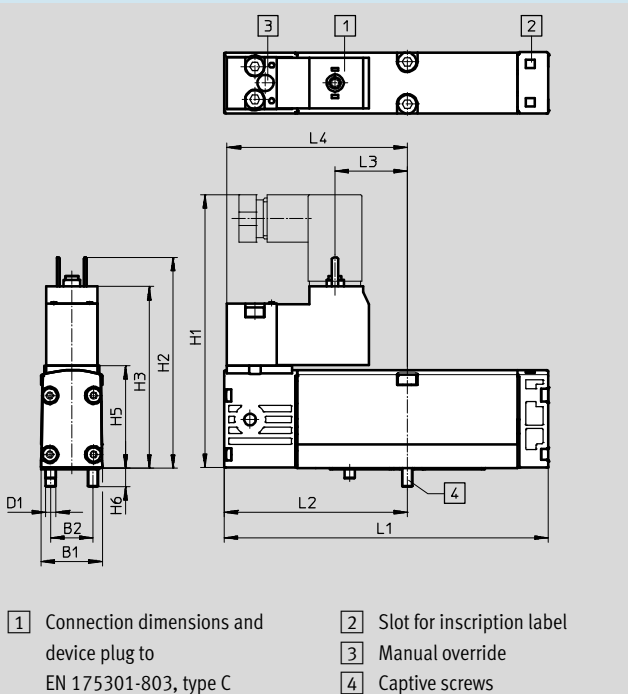 3
1
2
L4
L3
H1
H2
H3
H5
H6
D1
B2
B1
L2
L1
4
1 Connection dimensions and
device plug to
EN 175301-803, type C
2 Slot for inscription label
3 Manual override
4 Captive screws